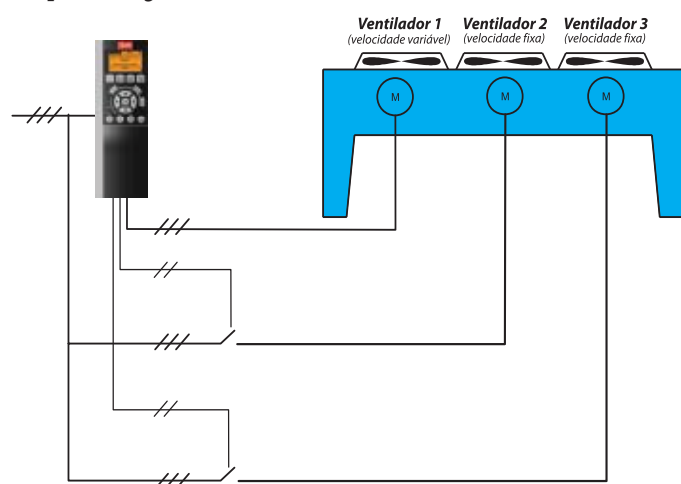 Ventilador 1
(velocidade variável)
Ventilador 2
(velocidade fixa)
Ventilador 3
(velocidade fixa)
M
M
M